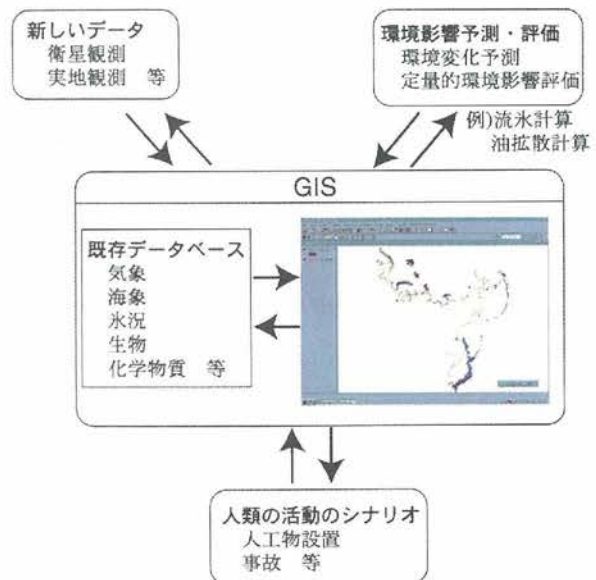 新しいデータ
衛星観測
実地観測 等
環境影響予測・評価
環境変化予測
定量的環境影響評価
例)流氷計算
油拡散計算
GIS
既存データベース
気象
海象
氷況
生物
化学物質 等
人類の活動のシナリオ
人工物設置
事故 等